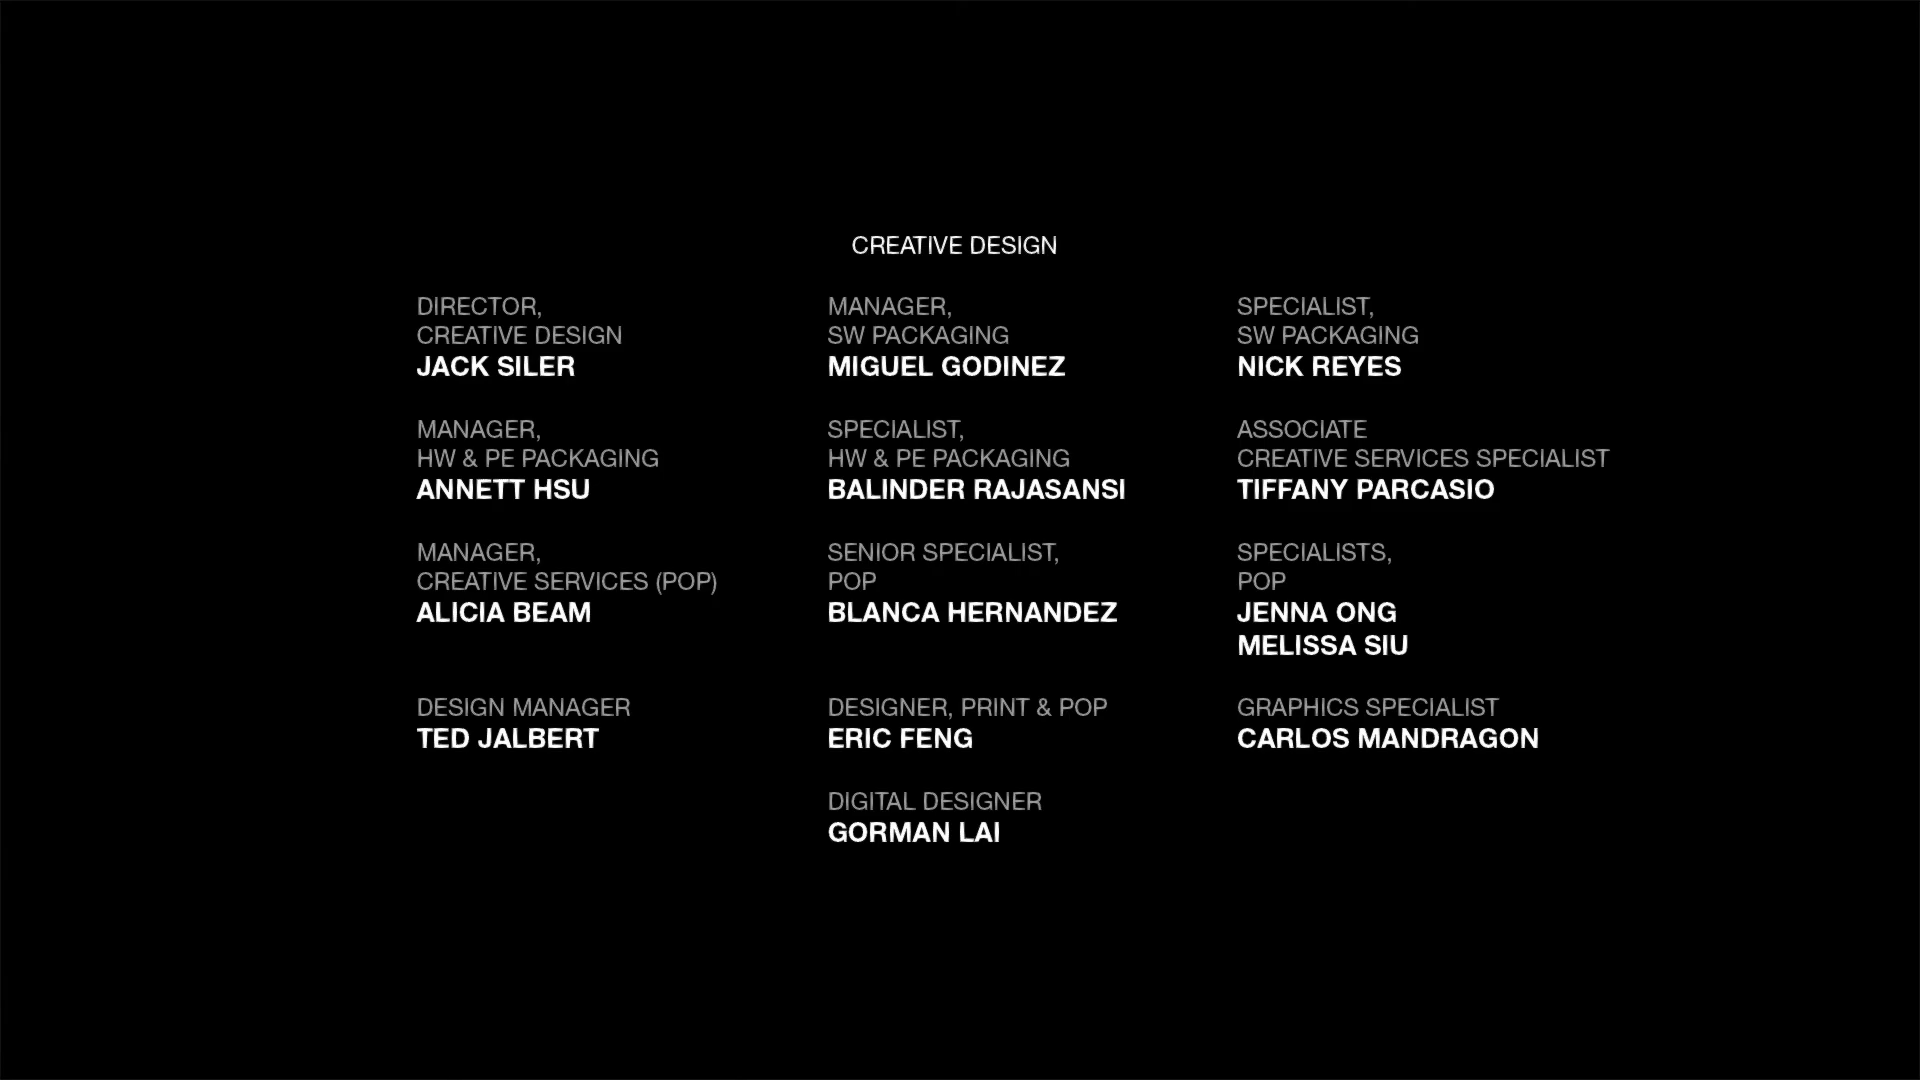 CREATIVE DESIGN
DIRECTOR,
CREATIVE DESIGN
JACK SILER
MANAGER,
SW PACKAGING
MIGUEL GODINEZ
SPECIALIST,
SW PACKAGING
NICK REYES
MANAGER,
HW & PE PACKAGING
ANNETT HSU
SPECIALIST,
HW & PE PACKAGING
BALINDER RAJASANSI
ASSOCIATE
CREATIVE SERVICES SPECIALIST
TIFFANY PARCASIO
MANAGER,
CREATIVE SERVICES (POP)
ALICIA BEAM
SENIOR SPECIALIST,
POP
BLANCA HERNANDEZ
SPECIALISTS,
POP
JENNA ONG
MELISSA SIU
DESIGN MANAGER
TED JALBERT
DESIGNER, PRINT & POP
ERIC FENG
GRAPHICS SPECIALIST
CARLOS MANDRAGON
DIGITAL DESIGNER
GORMAN LAI